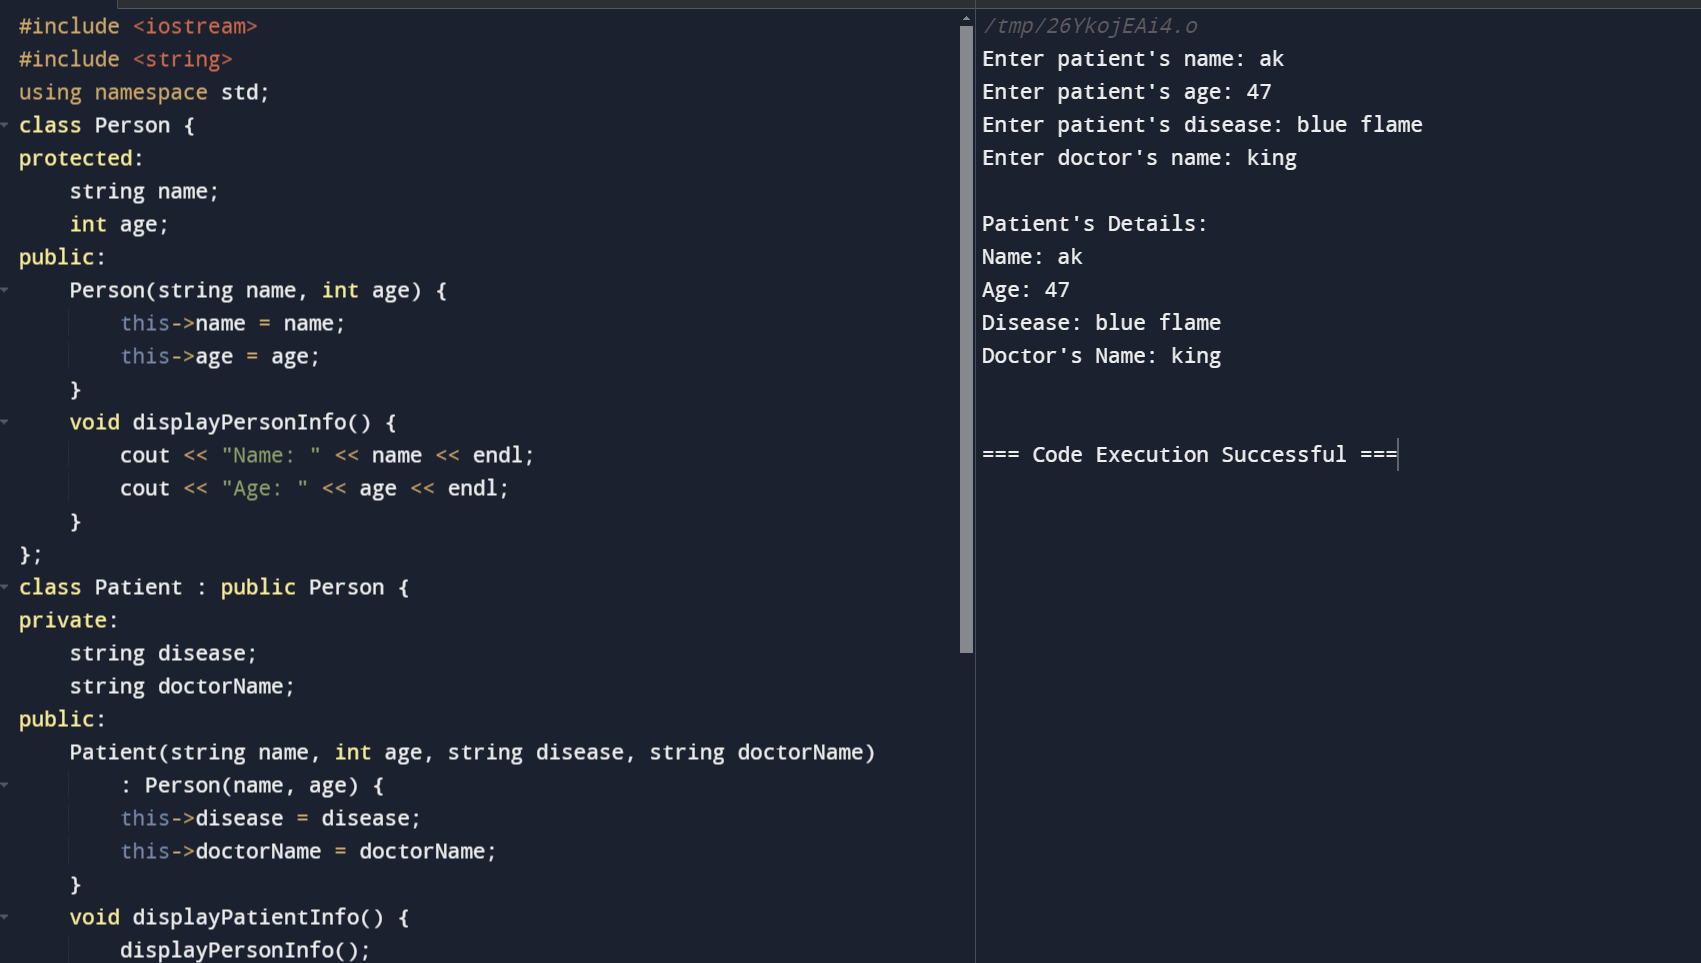 #include <iostream>
#include <string>
using namespace std;
class Person {
protected:
    string name;
    int age;
public:
    Person(string name, int age) {
        this->name = name;
        this->age = age;
    }
    void displayPersonInfo() {
        cout << "Name: " << name << endl;
        cout << "Age: " << age << endl;
    }
};
class Patient : public Person {
private:
    string disease;
    string doctorName;
public:
    Patient(string name, int age, string disease, string doctorName)
        : Person(name, age) {
        this->disease = disease;
        this->doctorName = doctorName;
    }
    void displayPatientInfo() {
        displayPersonInfo();
/tmp/26YkojEAi4.o
Enter patient's name: ak
Enter patient's age: 47
Enter patient's disease: blue flame
Enter doctor's name: king
Patient's Details:
Name: ak
Age: 47
Disease: blue flame
Doctor's Name: king
=== Code Execution Successful ===